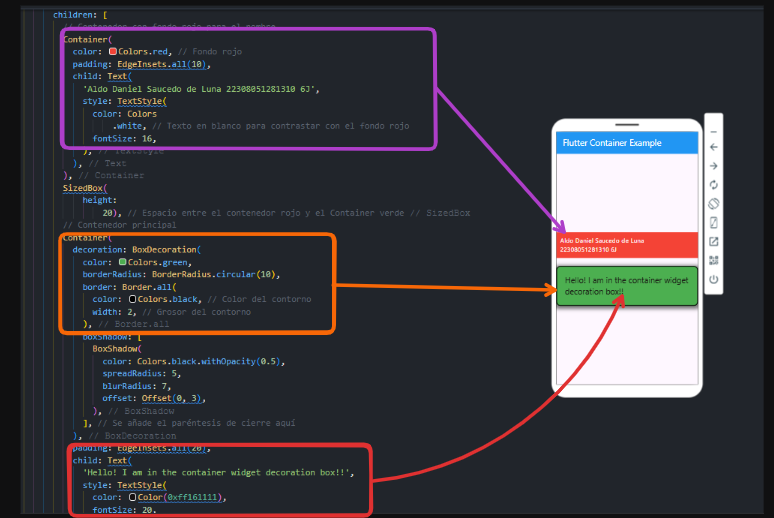 children: [
// Contenedor con fondo rojo para el nombre
Container(
color: Colors.red, // Fondo rojo
padding: EdgeInsets.all(10),
child: Text(
'Aldo Daniel Saucedo de Luna 22308051281310 6J',
style: TextStyle(
color: Colors
.white, // Texto en blanco para contrastar con el fondo rojo
fontSize: 16,
), // TextStyle
), // Text
), // Container
SizedBox(
height:
20), // Espacio entre el contenedor rojo y el Container verde // SizedBox
// Contenedor principal
Container(
decoration: BoxDecoration(
color: Colors.green,
borderRadius: BorderRadius.circular(10),
border: Border.all(
color: Colors.black, // Color del contorno
width: 2, // Grosor del contorno
), // Border.all
boxShadow: [
BoxShadow(
color: Colors.black.withOpacity(0.5),
spreadRadius: 5,
blurRadius: 7,
offset: Offset(0, 3),
), // BoxShadow
], // Se añade el paréntesis de cierre aquí
), // BoxDecoration
padding: EdgeInsets.all(20),
child: Text(
'Hello! I am in the container widget decoration box!!',
style: TextStyle(
color: Color(0xff161111),
fontSize: 20,
Flutter Container Example
Aldo Daniel Saucedo de Luna
22308051281310 6J
Hello! I am in the container widget
decoration box!!